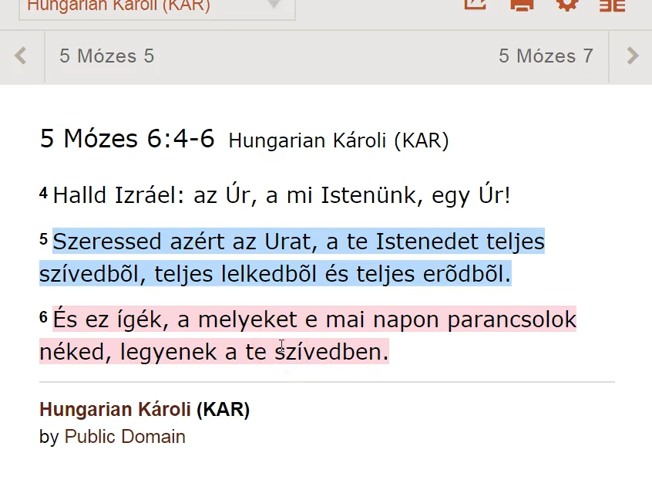 Hungarian Károli (KAR)
5 Mózes 5
5 Mózes 7
5 Mózes 6:4-6 Hungarian Károli (KAR)
4 Halld Izráel: az Úr, a mi Istenünk, egy Úr!
5 Szeressed azért az Urat, a te Istenedet teljes
szívedbõl, teljes lelkedbõl és teljes erõdbõl.
6 És ez ígék, a melyeket e mai napon parancsolok
néked, legyenek a te szívedben.
Hungarian Károli (KAR)
by Public Domain